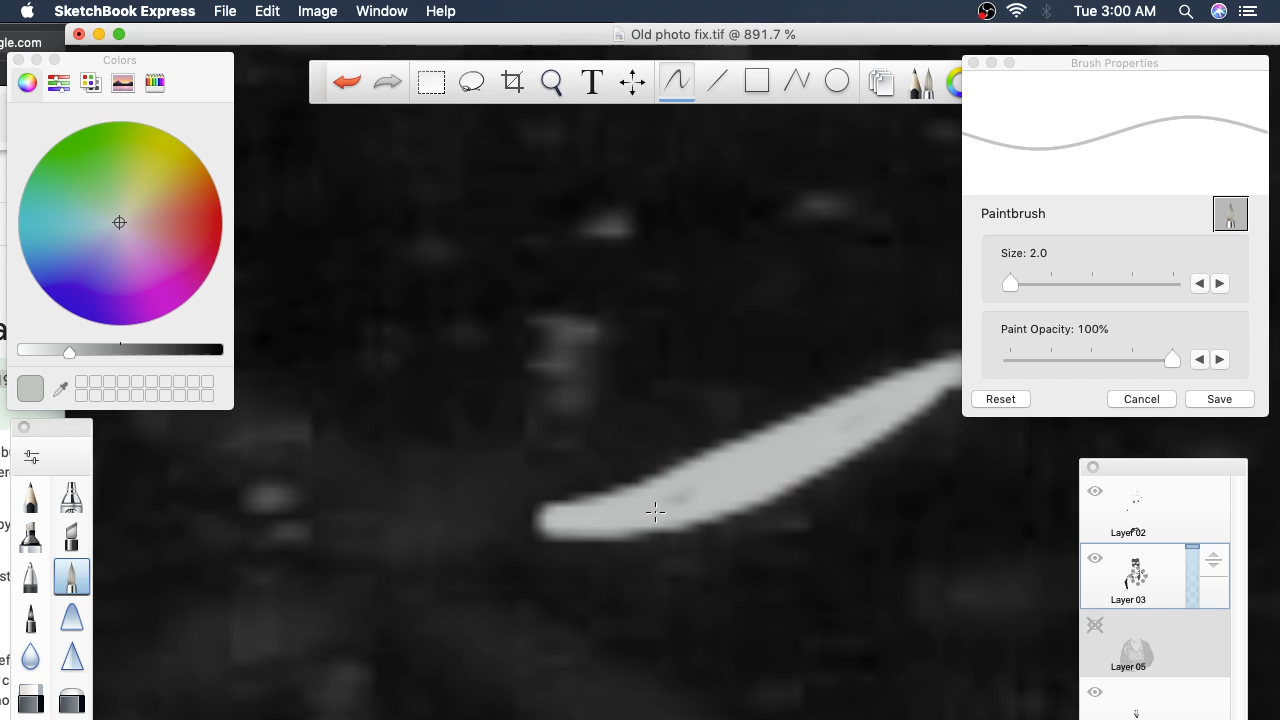 SketchBook Express File Edit Image Window Help Tue 3:00 AM
gle.com
Old photo fix.tif @ 891.7 %
Colors
T
Brush Properties
Paintbrush
Size: 2.0
Paint Opacity: 100%
Reset Cancel Save
Layer 02
Layer 03
Layer 05